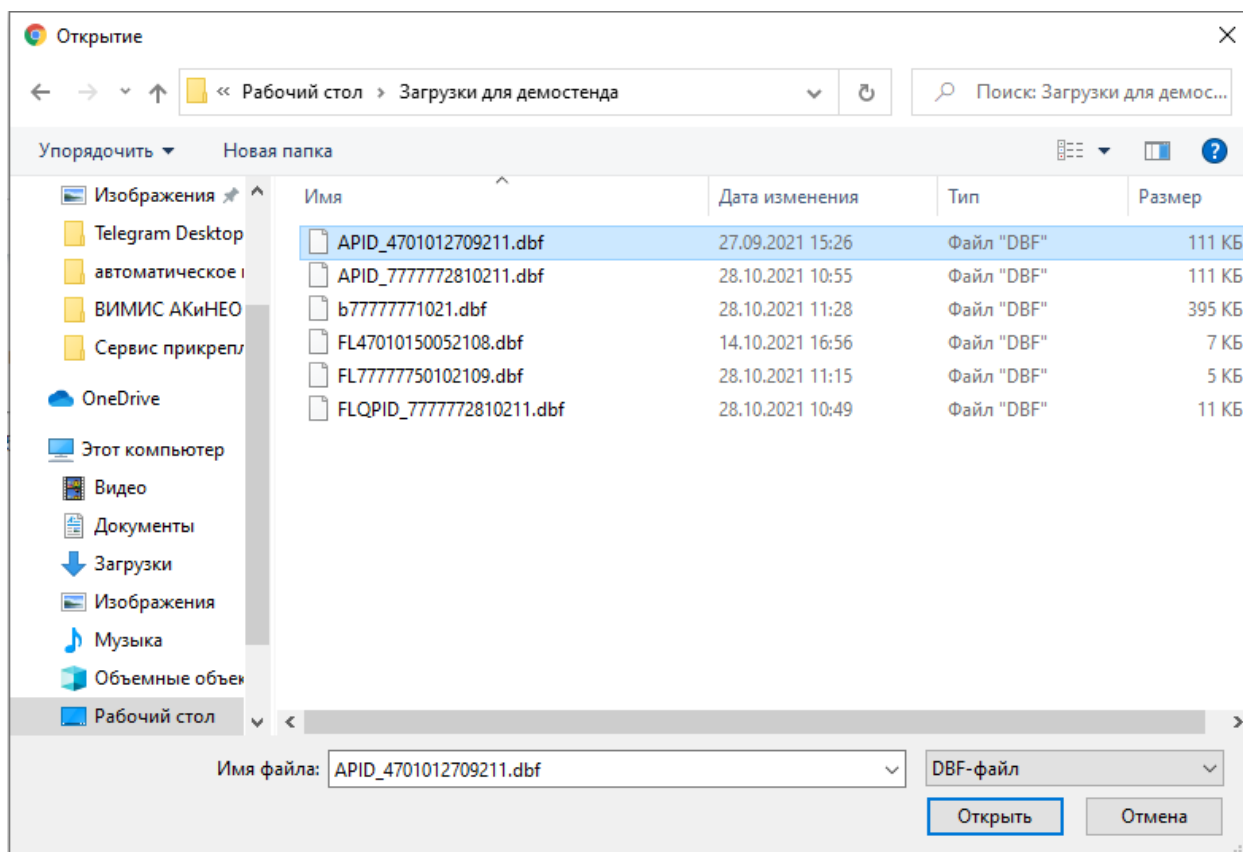 Открытие
« Рабочий стол › Загрузки для демостенда
Поиск: Загрузки для демос...
Упорядочить Новая папка
Изображения
Telegram Desktop
автоматическое
ВИМИС АКиНЕО
Сервис прикрепл
OneDrive
Этот компьютер
Видео
Документы
Загрузки
Изображения
Музыка
Объемные объек
Рабочий стол
Имя Дата изменения Тип Размер
APID_4701012709211.dbf 27.09.2021 15:26 Файл "DBF" 111 КБ
APID_7777772810211.dbf 28.10.2021 10:55 Файл "DBF" 111 КБ
b77777771021.dbf 28.10.2021 11:28 Файл "DBF" 395 КБ
FL47010150052108.dbf 14.10.2021 16:56 Файл "DBF" 7 КБ
FL77777750102109.dbf 28.10.2021 11:15 Файл "DBF" 5 КБ
FLQPID_7777772810211.dbf 28.10.2021 10:49 Файл "DBF" 11 КБ
Имя файла: APID_4701012709211.dbf DBF-файл
Открыть Отмена